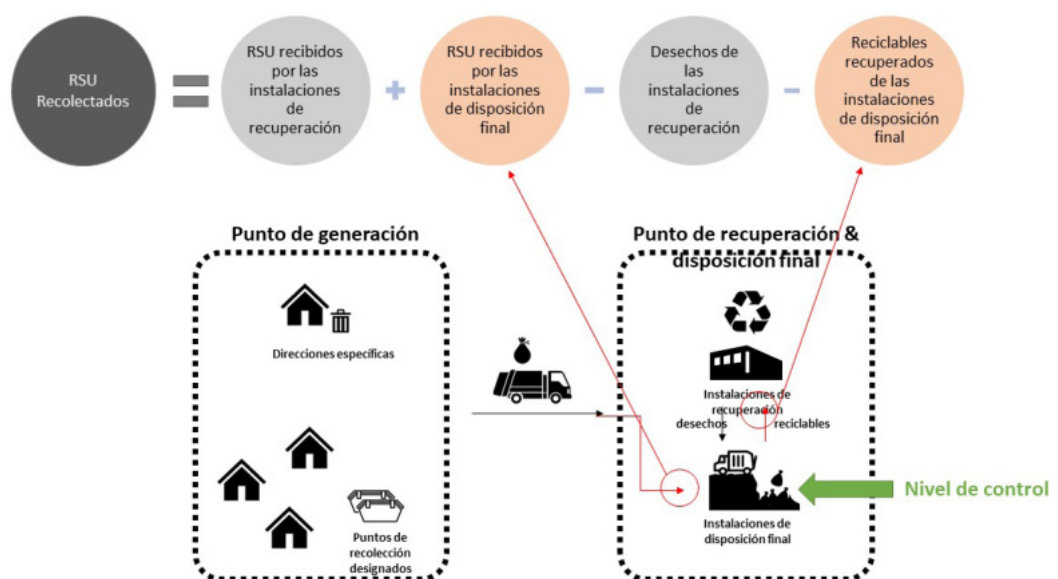 RSU
Recolectados
=
RSU recibidos
por las
instalaciones
de
recuperación
+
RSU recibidos
por las
instalaciones
de disposición
final
-
Desechos de
las
instalaciones
de
recuperación
-
Reciclables
recuperados
de las
instalaciones
de disposición
final
Punto de generación
Direcciones específicas
Puntos de
recolección
designados
Punto de recuperación &
disposición final
Instalaciones de
recuperación
desechos
reciclables
Instalaciones de
disposición final
Nivel de control